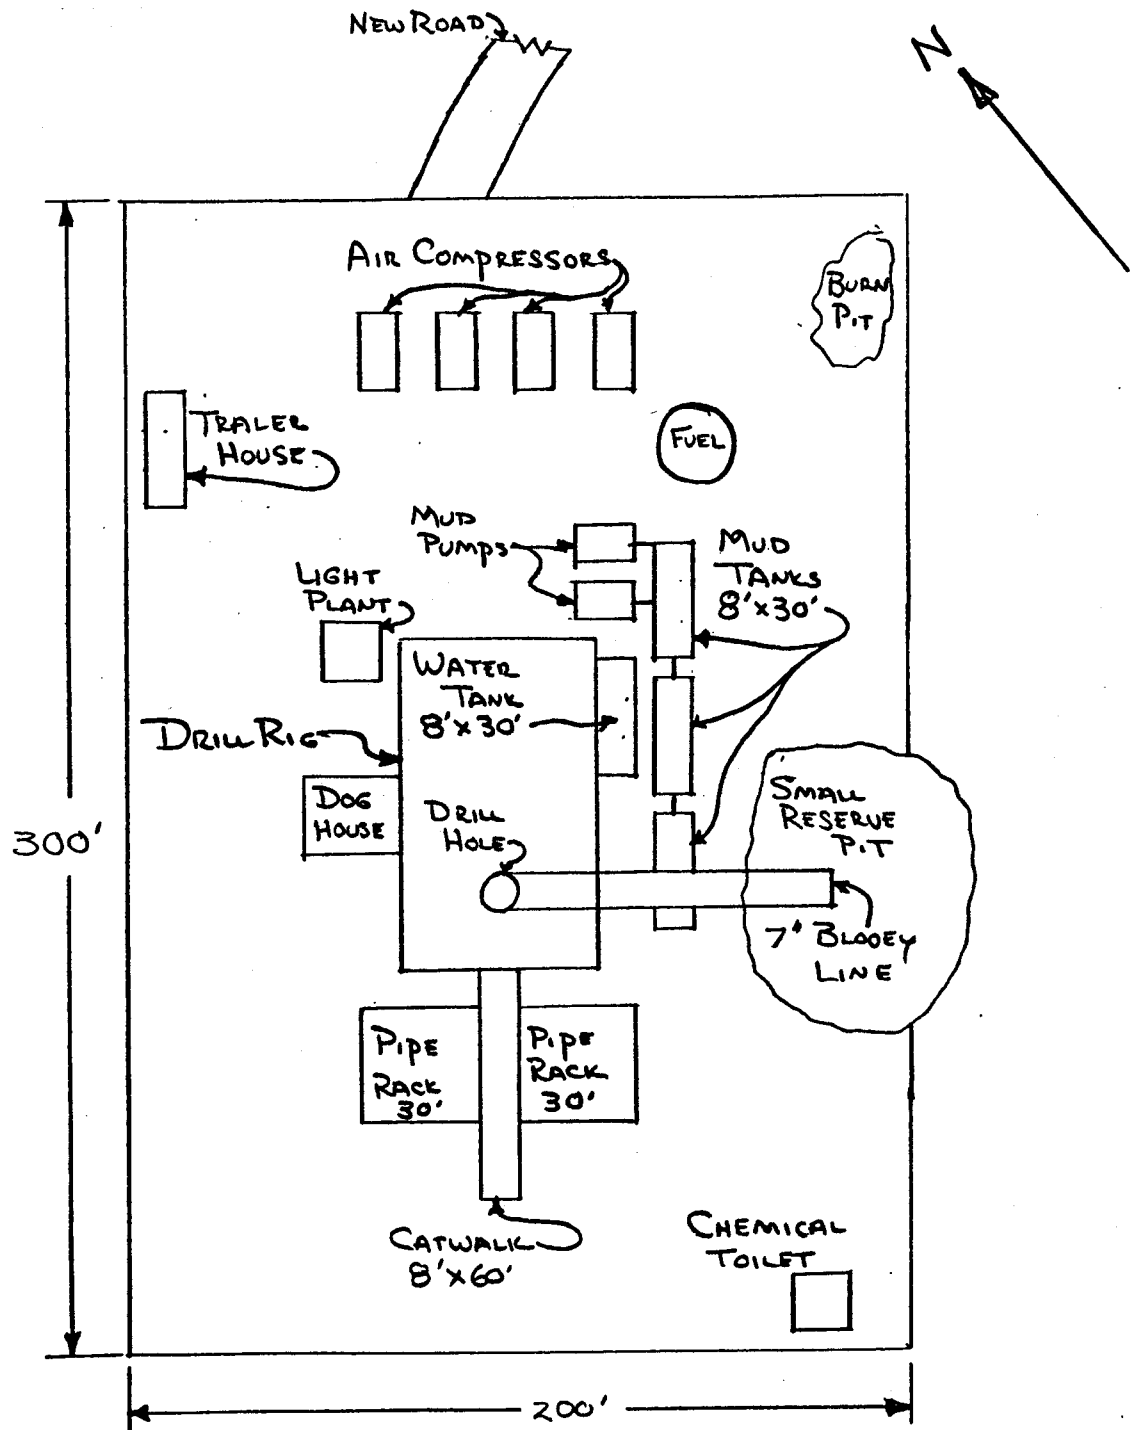 NEW ROAD
N
AIR COMPRESSORS
BURN
PIT
TRALER
HOUSE
FUEL
MUD
PUMPS
MUD
TANKS
8'x30'
LIGHT
PLANT
WATER
TANK
8'x30'
DRILL RIG
DOG
HOUSE
DRILL
HOLE
SMALL
RESERVE
PIT
300'
7" BLOOEY
LINE
PIPE
RACK
30'
PIPE
RACK
30'
CATWALK
8'x60'
CHEMICAL
TOILET
200'